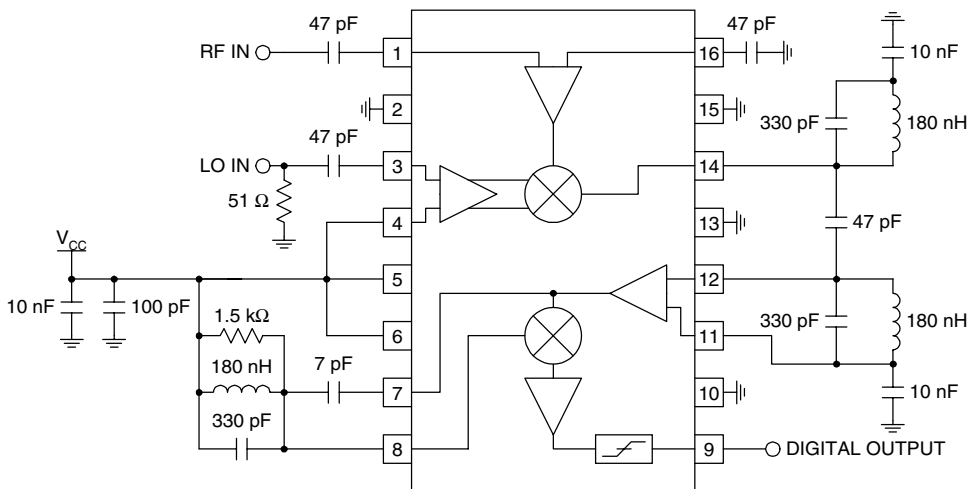 47 pF
RF IN
1
16
47 pF
10 nF
2
15
330 pF
180 nH
47 pF
LO IN
3
14
51 Ω
4
13
47 pF
VCC
5
12
10 nF
100 pF
1.5 kΩ
6
11
330 pF
180 nH
180 nH
7 pF
7
10
10 nF
330 pF
8
9
DIGITAL OUTPUT